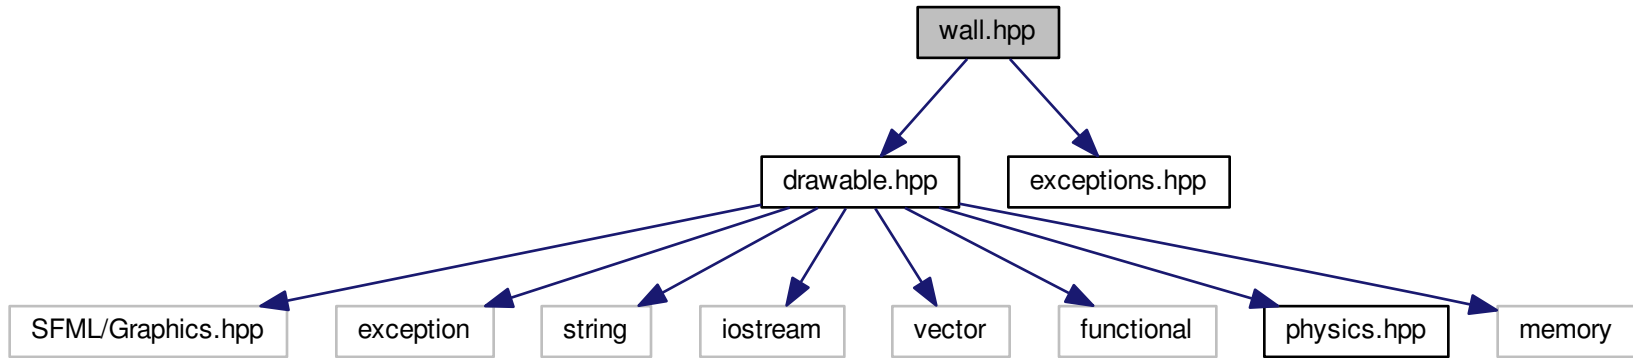 wall.hpp
drawable.hpp
exceptions.hpp
SFML/Graphics.hpp
exception
string
iostream
vector
functional
physics.hpp
memory